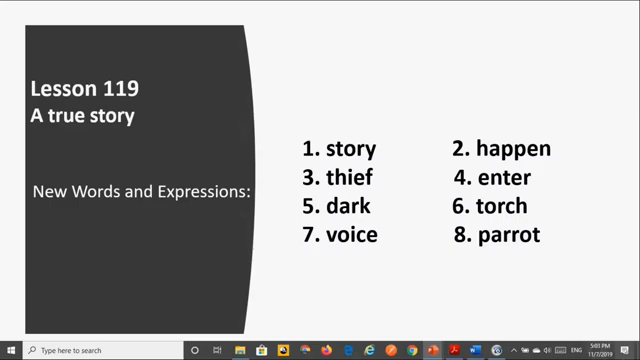 Lesson 119
A true story
New Words and Expressions:
1. story 2. happen
3. thief 4. enter
5. dark 6. torch
7. voice 8. parrot
Type here to search
ENG
5:03 PM
11/7/2019